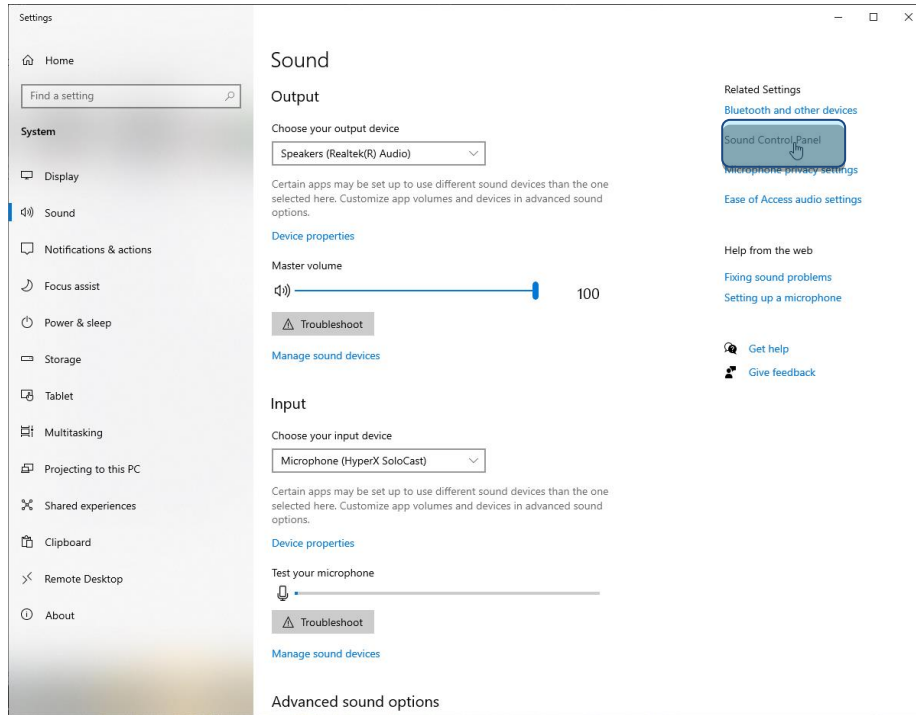 Settings
Home
Find a setting
System
Display
Sound
Notifications & actions
Focus assist
Power & sleep
Storage
Tablet
Multitasking
Projecting to this PC
Shared experiences
Clipboard
Remote Desktop
About
Sound
Output
Choose your output device
Speakers (Realtek(R) Audio)
Certain apps may be set up to use different sound devices than the one
selected here. Customize app volumes and devices in advanced sound
options.
Device properties
Master volume
100
Troubleshoot
Manage sound devices
Input
Choose your input device
Microphone (HyperX SoloCast)
Certain apps may be set up to use different sound devices than the one
selected here. Customize app volumes and devices in advanced sound
options.
Device properties
Test your microphone
Troubleshoot
Manage sound devices
Advanced sound options
Related Settings
Bluetooth and other devices
Sound Control Panel
Microphone privacy settings
Ease of Access audio settings
Help from the web
Fixing sound problems
Setting up a microphone
Get help
Give feedback